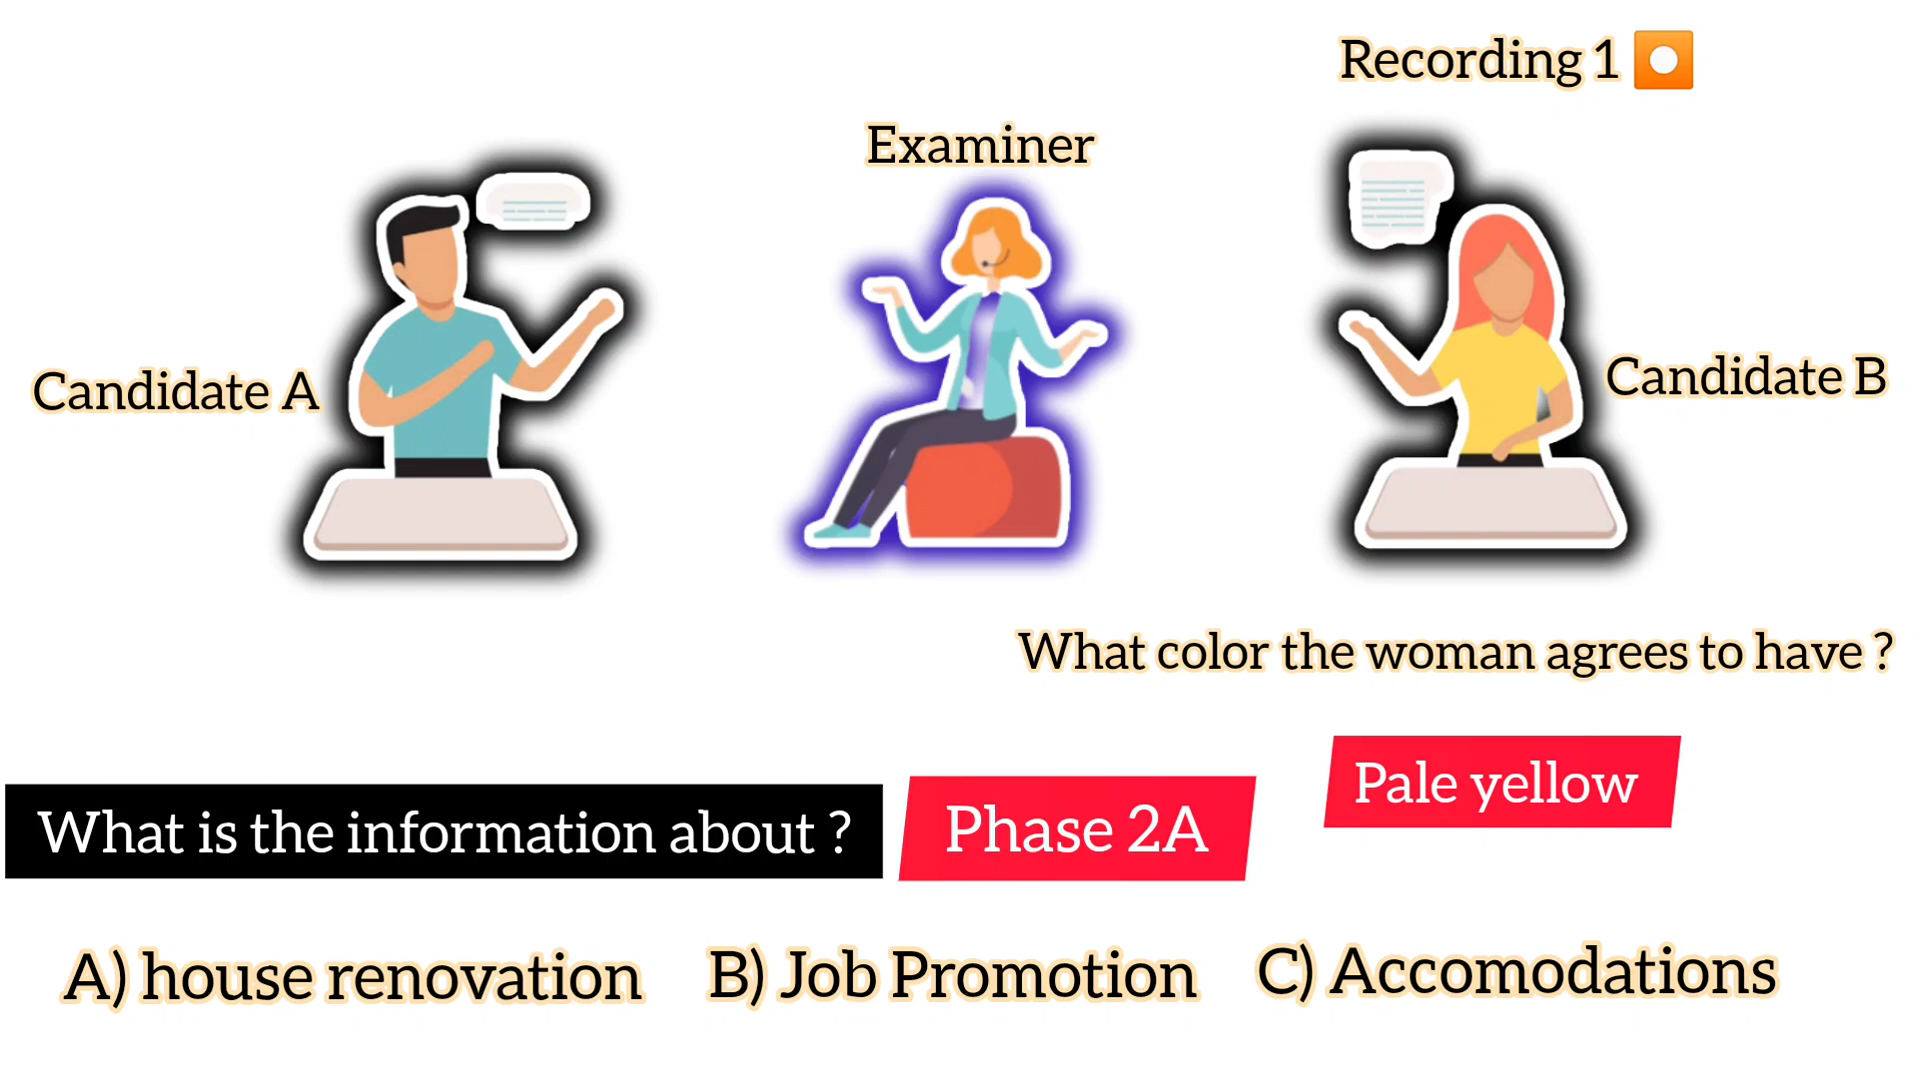 Recording 1
Examiner
Candidate A
Candidate B
What color the woman agrees to have ?
Pale yellow
What is the information about ?
Phase 2A
A) house renovation
B) Job Promotion
C) Accomodations